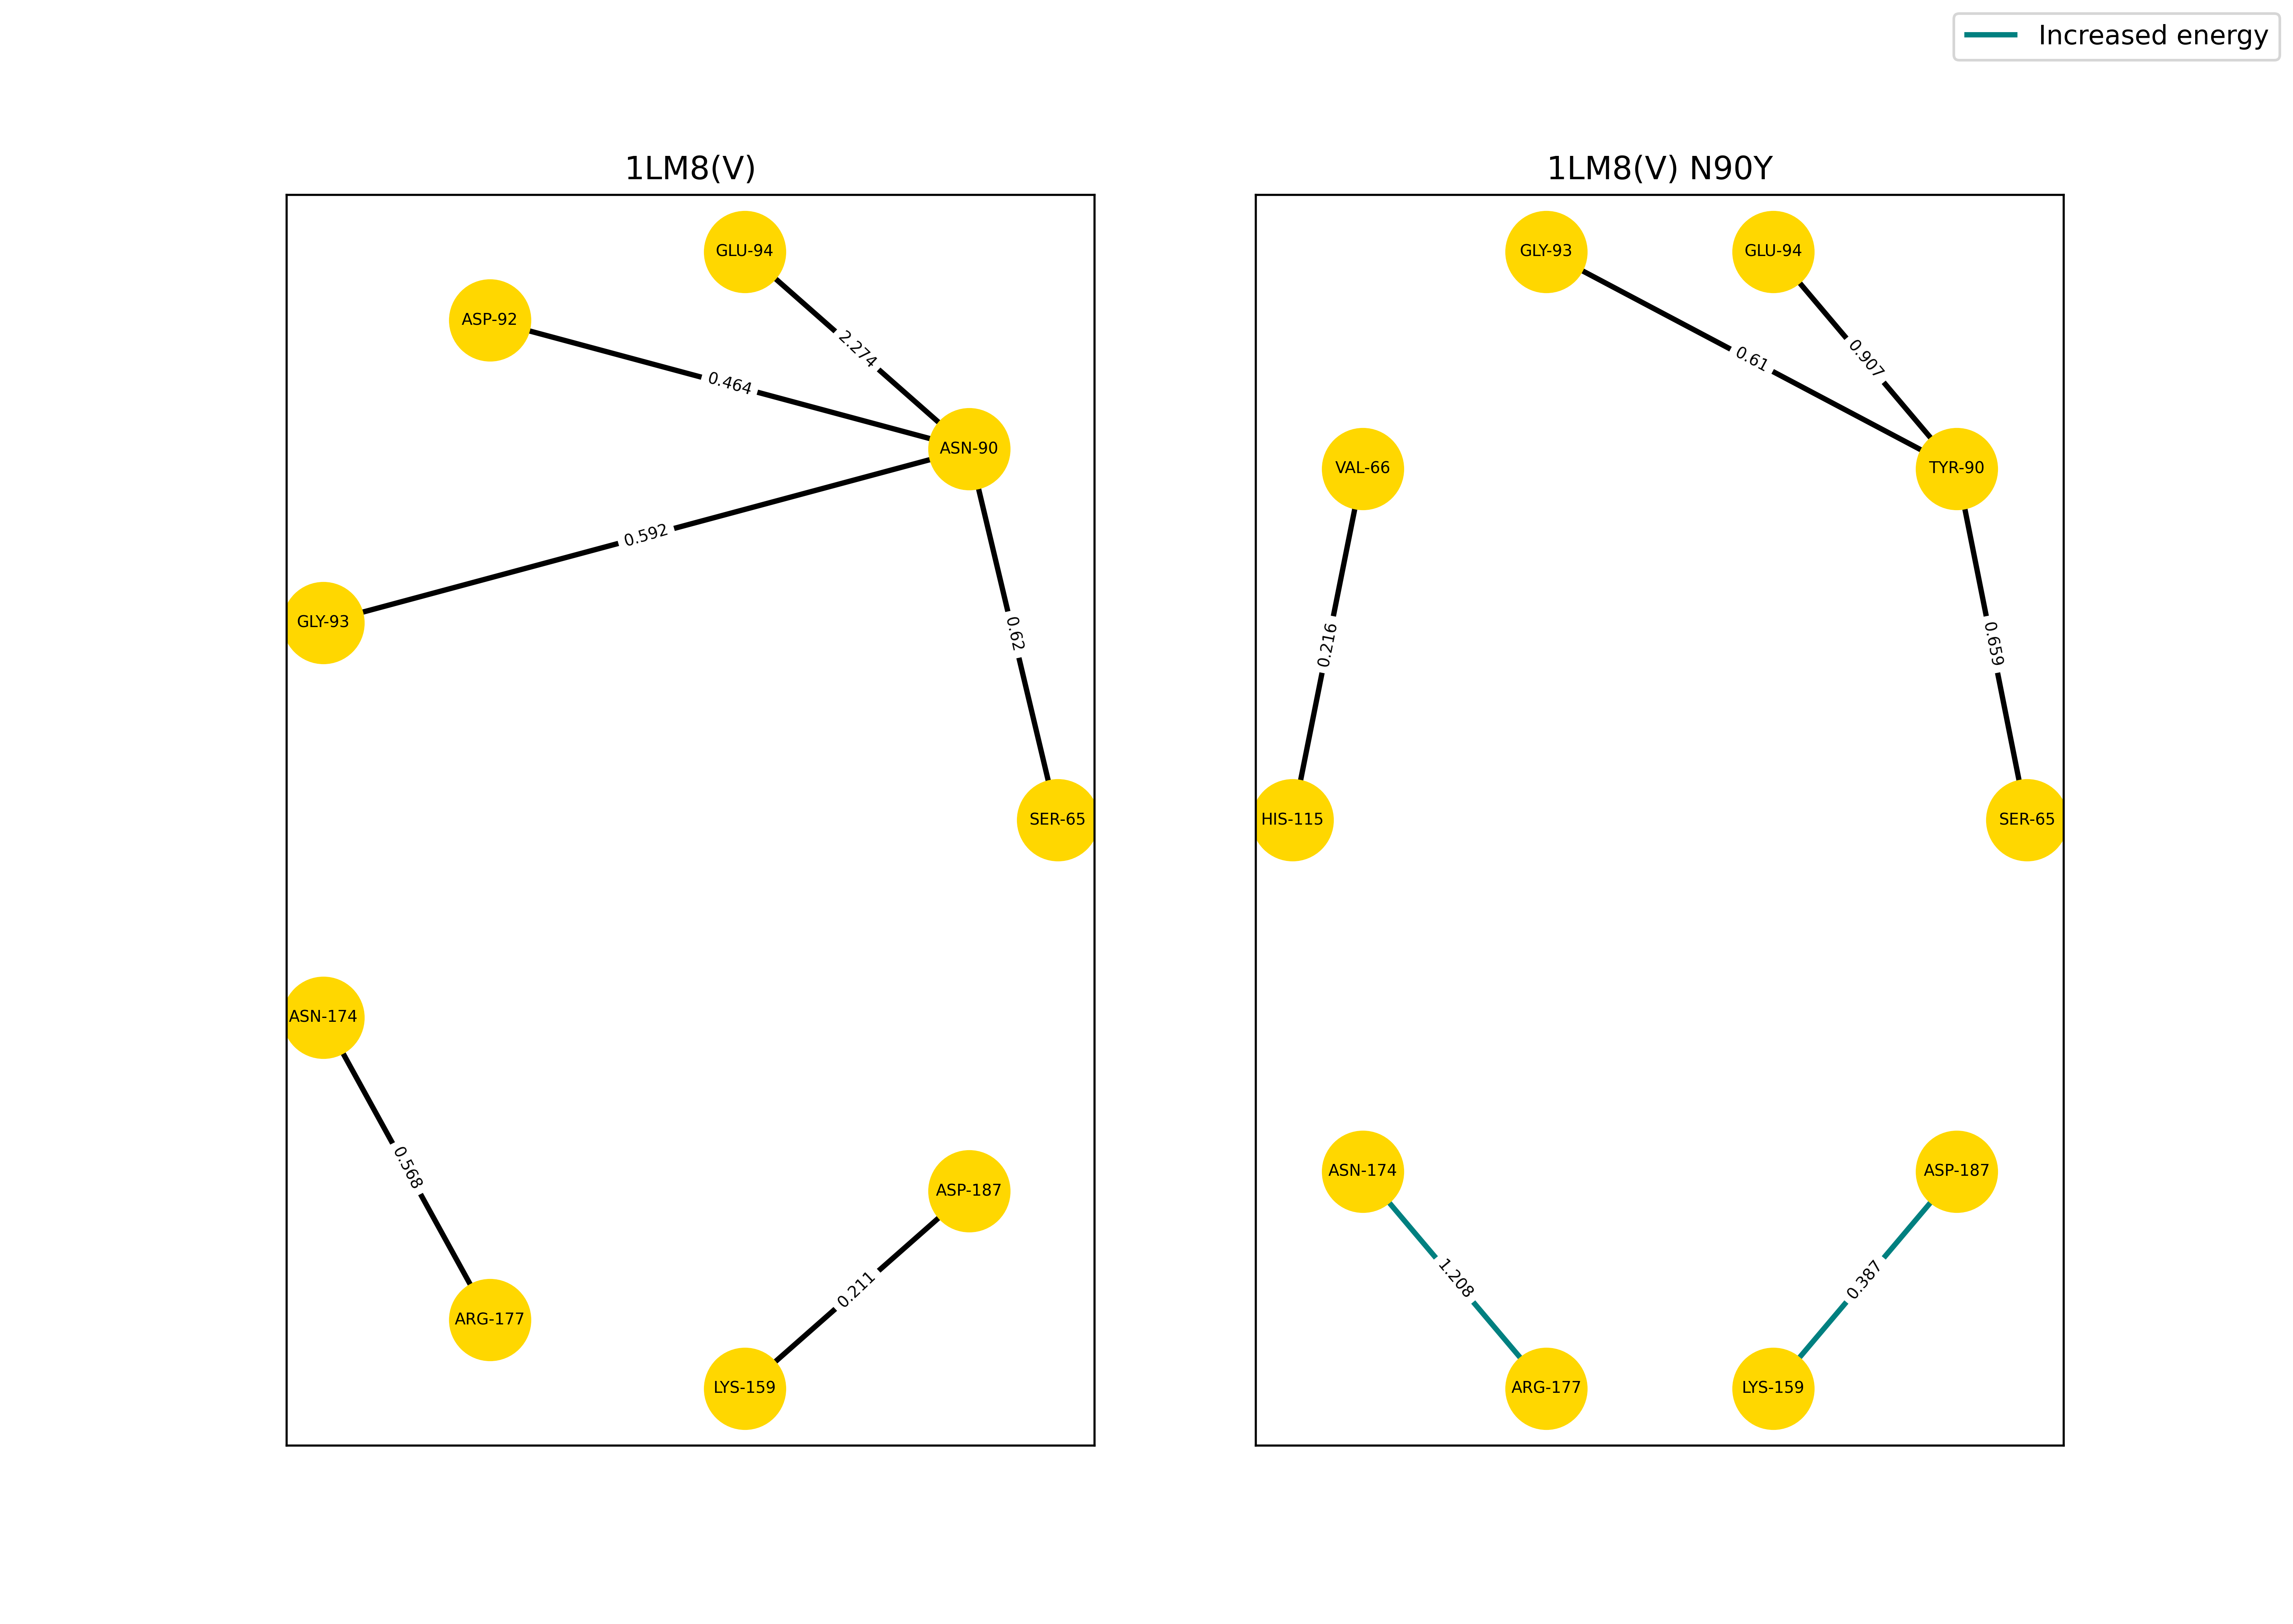 Increased energy
1LM8(V)
GLU-94
ASP-92
2.274
0.464
ASN-90
0.592
GLY-93
0.62
SER-65
ASN-174
0.568
ASP-187
0.211
ARG-177
LYS-159
1LM8(V) N90Y
GLY-93
GLU-94
0.61
0.907
VAL-66
TYR-90
0.216
0.659
HIS-115
SER-65
ASN-174
ASP-187
1.208
0.387
ARG-177
LYS-159